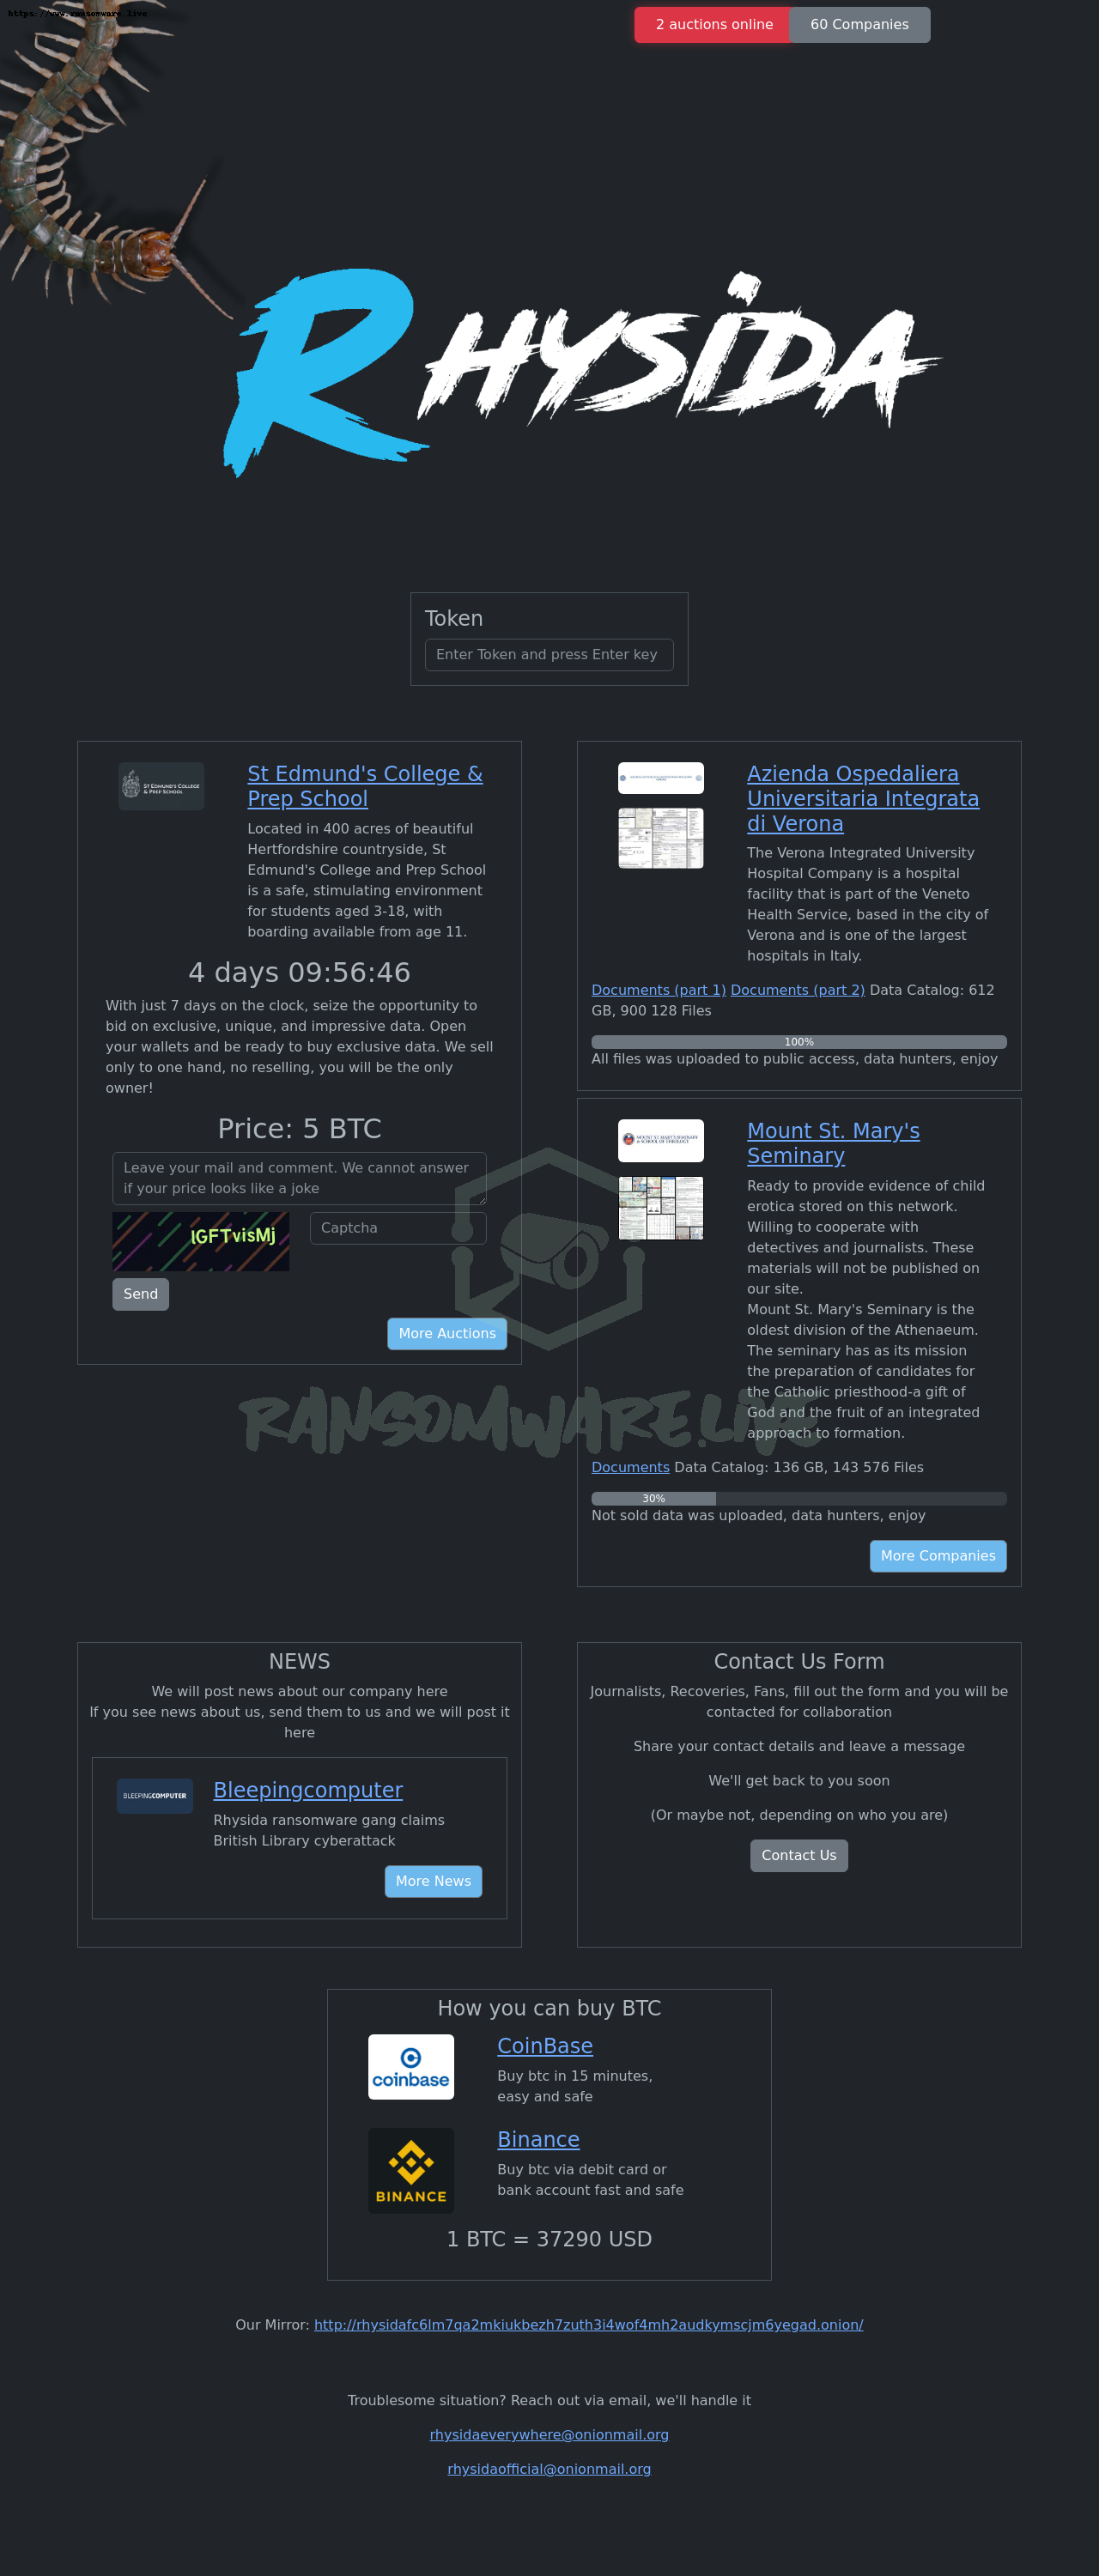 https://www.ransomware.live
2 auctions online
60 Companies
RHYSIDA
Token
Enter Token and press Enter key
ST EDMUND'S COLLEGE
& PREP SCHOOL
St Edmund's College &
Prep School
Located in 400 acres of beautiful
Hertfordshire countryside, St
Edmund's College and Prep School
is a safe, stimulating environment
for students aged 3-18, with
boarding available from age 11.
4 days 09:56:46
With just 7 days on the clock, seize the opportunity to
bid on exclusive, unique, and impressive data. Open
your wallets and be ready to buy exclusive data. We sell
only to one hand, no reselling, you will be the only
owner!
Price: 5 BTC
Leave your mail and comment. We cannot answer
if your price looks like a joke
lGFTvisMj
Captcha
Send
More Auctions
Azienda Ospedaliera
Universitaria Integrata
di Verona
The Verona Integrated University
Hospital Company is a hospital
facility that is part of the Veneto
Health Service, based in the city of
Verona and is one of the largest
hospitals in Italy.
Documents (part 1) Documents (part 2) Data Catalog: 612
GB, 900 128 Files
100%
All files was uploaded to public access, data hunters, enjoy
MOUNT ST. MARY'S SEMINARY
& SCHOOL OF THEOLOGY
Mount St. Mary's
Seminary
Ready to provide evidence of child
erotica stored on this network.
Willing to cooperate with
detectives and journalists. These
materials will not be published on
our site.
Mount St. Mary's Seminary is the
oldest division of the Athenaeum.
The seminary has as its mission
the preparation of candidates for
the Catholic priesthood-a gift of
God and the fruit of an integrated
approach to formation.
Documents Data Catalog: 136 GB, 143 576 Files
30%
Not sold data was uploaded, data hunters, enjoy
More Companies
RANSOMWARE.LIVE
NEWS
We will post news about our company here
If you see news about us, send them to us and we will post it
here
BLEEPINGCOMPUTER
Bleepingcomputer
Rhysida ransomware gang claims
British Library cyberattack
More News
Contact Us Form
Journalists, Recoveries, Fans, fill out the form and you will be
contacted for collaboration
Share your contact details and leave a message
We'll get back to you soon
(Or maybe not, depending on who you are)
Contact Us
How you can buy BTC
coinbase
CoinBase
Buy btc in 15 minutes,
easy and safe
BINANCE
Binance
Buy btc via debit card or
bank account fast and safe
1 BTC = 37290 USD
Our Mirror: http://rhysidafc6lm7qa2mkiukbezh7zuth3i4wof4mh2audkymscjm6yegad.onion/
Troublesome situation? Reach out via email, we'll handle it
rhysidaeverywhere@onionmail.org
rhysidaofficial@onionmail.org